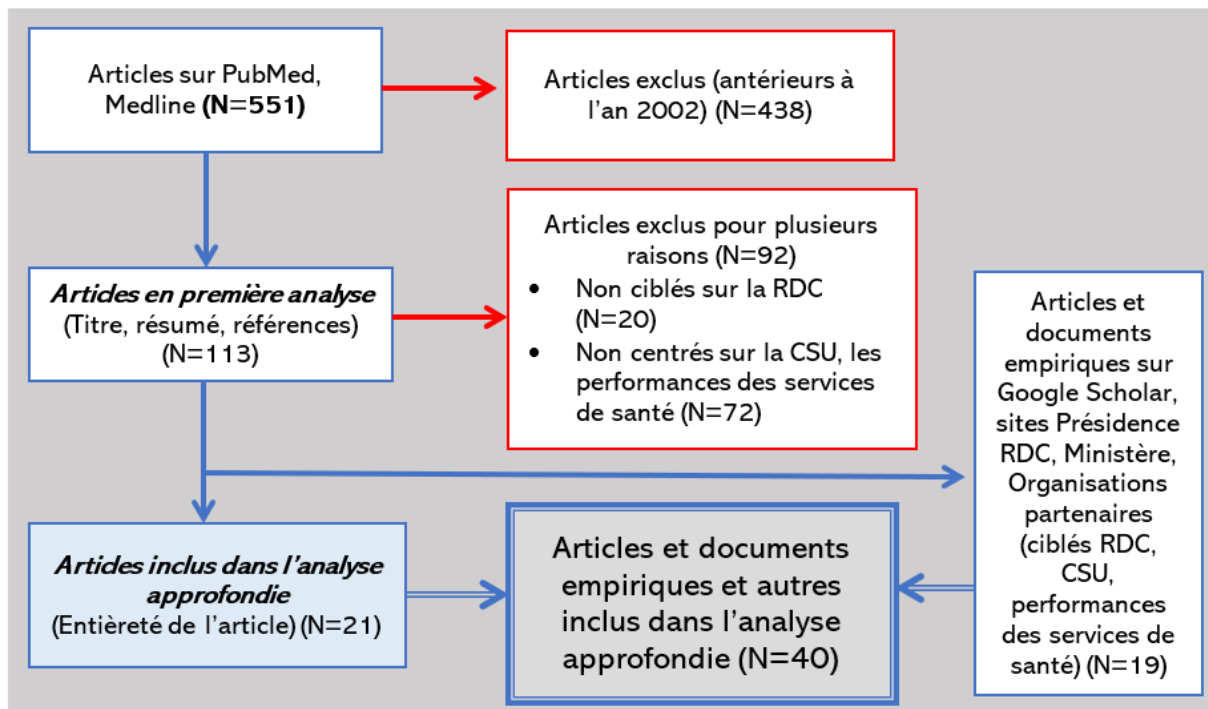 Articles sur PubMed,
Medline (N=551)
Articles exclus (antérieurs à
l'an 2002) (N=438)
Articles en première analyse
(Titre, résumé, références)
(N=113)
Articles exclus pour plusieurs
raisons (N=92)
• Non ciblés sur la RDC
(N=20)
• Non centrés sur la CSU, les
performances des services
de santé (N=72)
Articles et
documents
empiriques sur
Google Scholar,
sites Présidence
RDC, Ministère,
Organisations
partenaires
(ciblés RDC,
CSU,
performances
des services de
santé) (N=19)
Articles inclus dans l'analyse
approfondie
(Entièreté de l'article) (N=21)
Articles et documents
empiriques et autres
inclus dans l'analyse
approfondie (N=40)